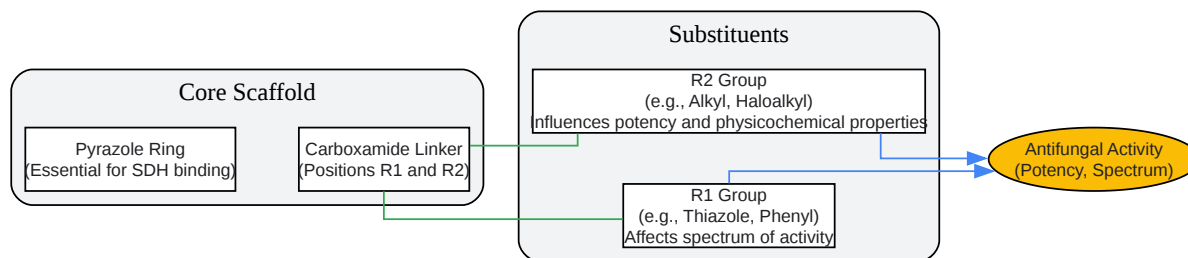 Core Scaffold
Pyrazole Ring
(Essential for SDH binding)
Carboxamide Linker
(Positions R1 and R2)
Substituents
R2 Group
(e.g., Alkyl, Haloalkyl)
Influences potency and physicochemical properties
R1 Group
(e.g., Thiazole, Phenyl)
Affects spectrum of activity
Antifungal Activity
(Potency, Spectrum)